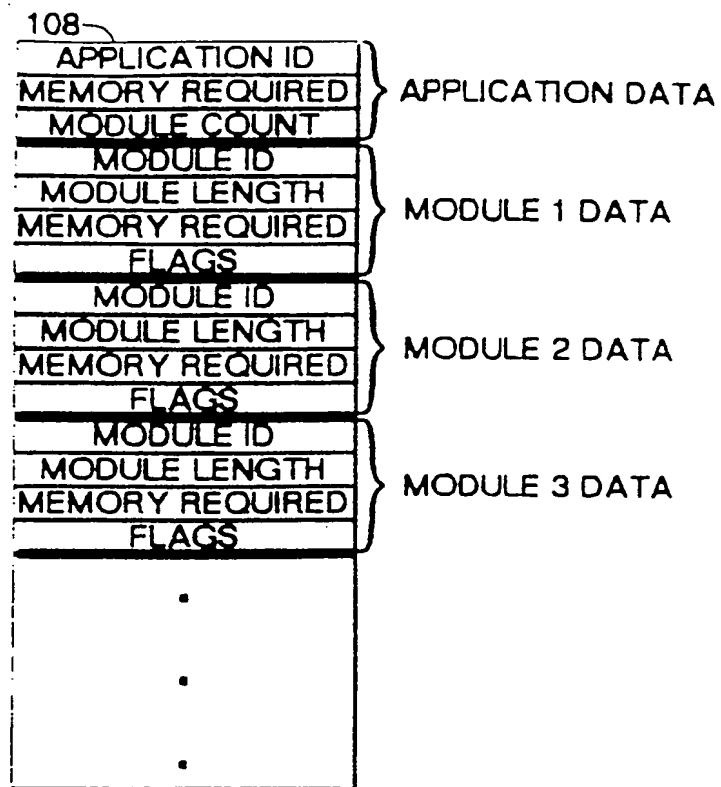 108
APPLICATION ID
MEMORY REQUIRED
MODULE COUNT
APPLICATION DATA
MODULE ID
MODULE LENGTH
MEMORY REQUIRED
FLAGS
MODULE 1 DATA
MODULE ID
MODULE LENGTH
MEMORY REQUIRED
FLAGS
MODULE 2 DATA
MODULE ID
MODULE LENGTH
MEMORY REQUIRED
FLAGS
MODULE 3 DATA